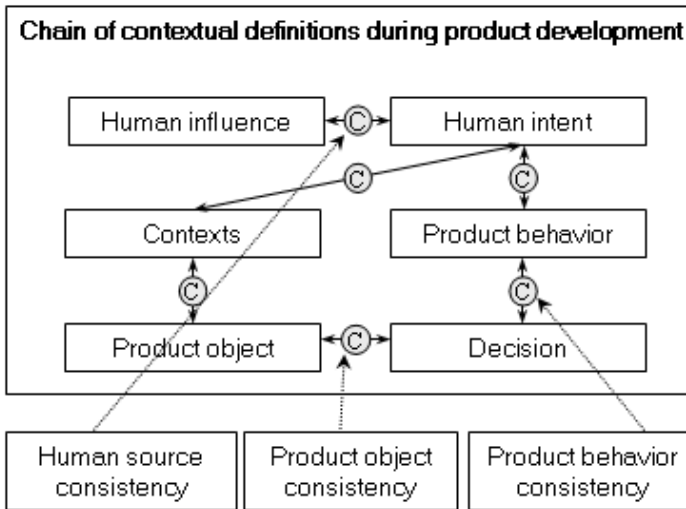 Chain of contextual definitions during product development
Human influence
C
Human intent
C
C
Contexts
Product behavior
C
C
Product object
C
Decision
Human source
consistency
Product object
consistency
Product behavior
consistency